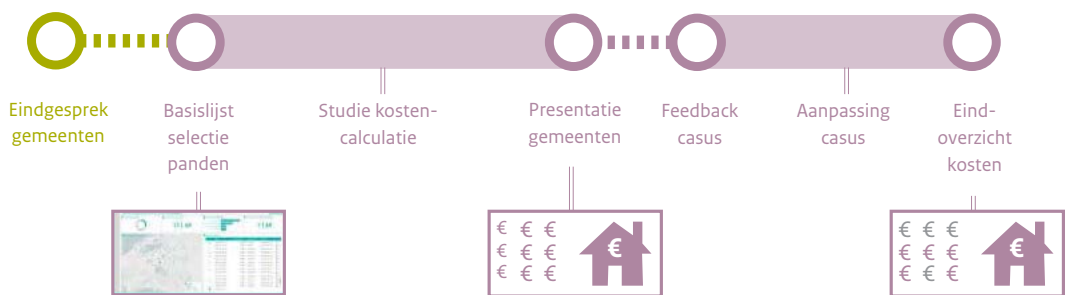 Eindgesprek
gemeenten
Basislijst
selectie
panden
Studie kosten-
calculatie
Presentatie
gemeenten
Feedback
casus
Aanpassing
casus
Eind-
overzicht
kosten
€ € €
€ € €
€ € €
€
€ € €
€ € €
€ € €
€